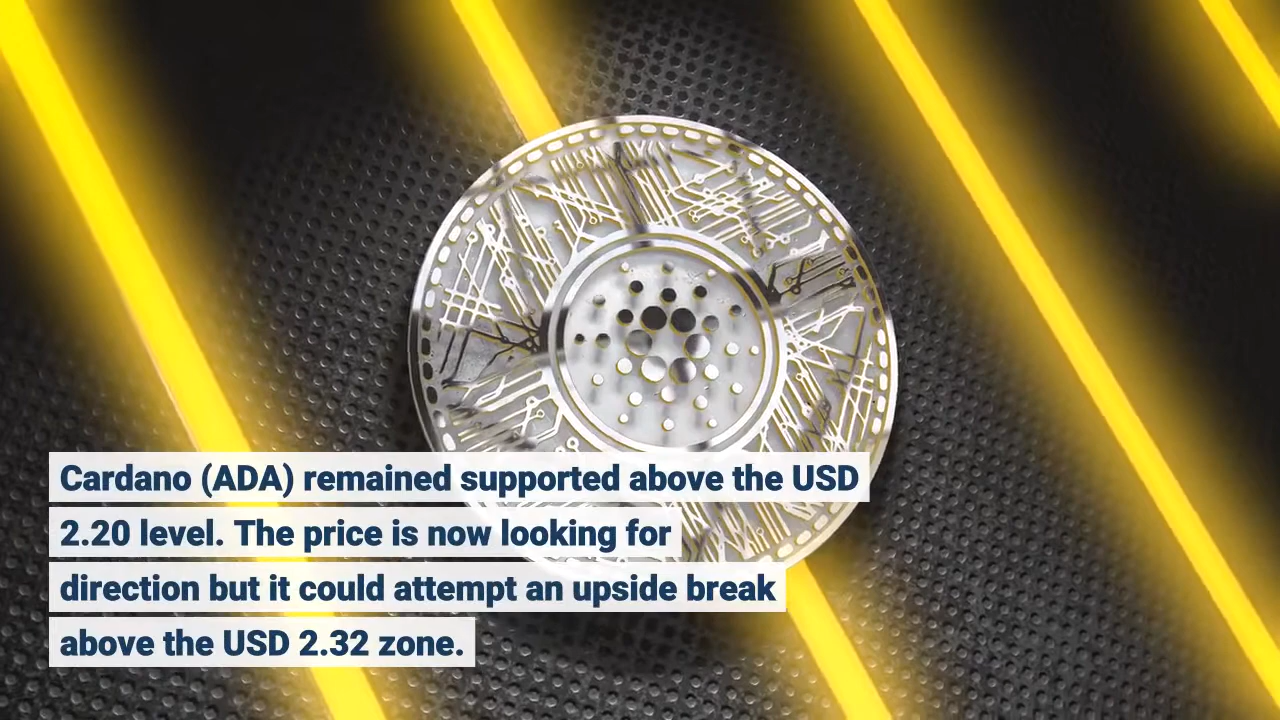 Cardano (ADA) remained supported above the USD
2.20 level. The price is now looking for
direction but it could attempt an upside break
above the USD 2.32 zone.